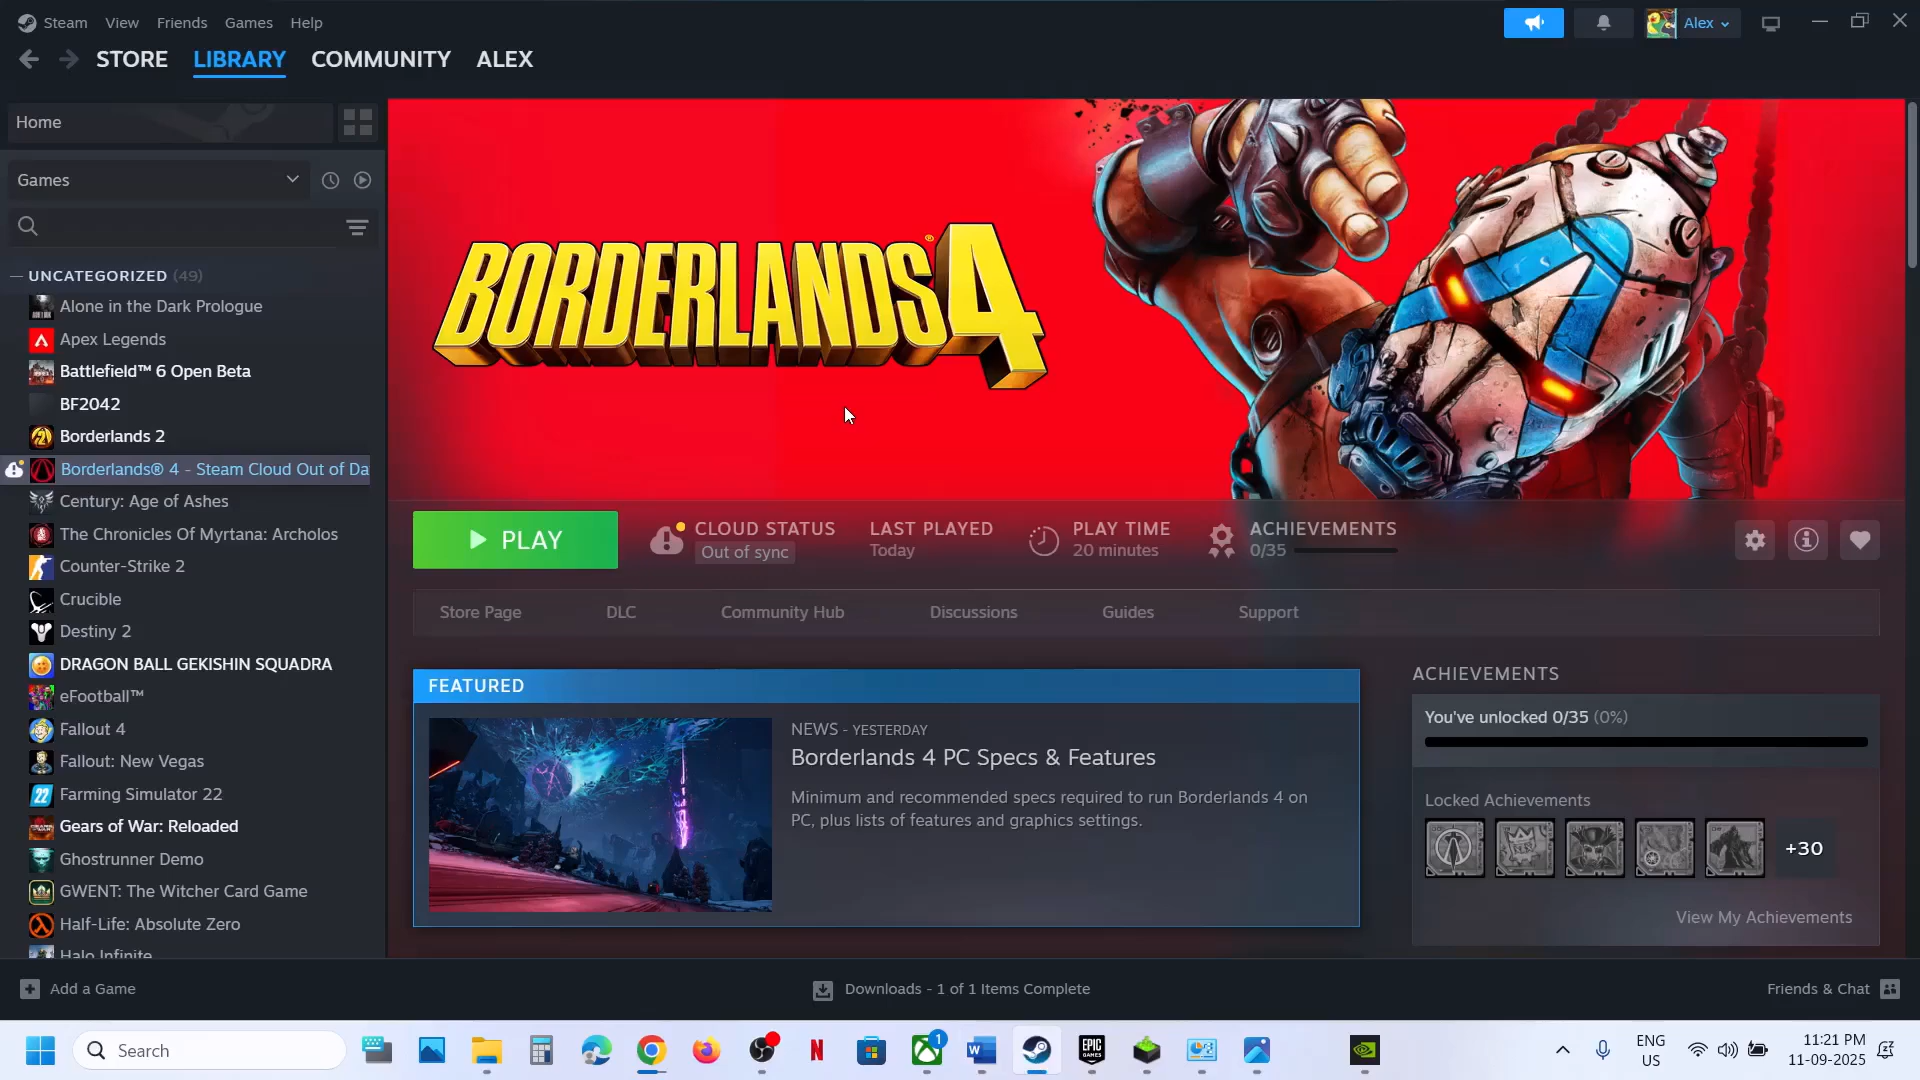 Steam View Friends Games Help
Alex
STORE LIBRARY COMMUNITY ALEX
Home
Games
UNCATEGORIZED (49)
Alone in the Dark Prologue
Apex Legends
Battlefield™ 6 Open Beta
BF2042
Borderlands 2
Borderlands® 4 - Steam Cloud Out of Da
Century: Age of Ashes
The Chronicles Of Myrtana: Archolos
Counter-Strike 2
Crucible
Destiny 2
DRAGON BALL GEKISHIN SQUADRA
eFootball™
Fallout 4
Fallout: New Vegas
Farming Simulator 22
Gears of War: Reloaded
Ghostrunner Demo
GWENT: The Witcher Card Game
Half-Life: Absolute Zero
Halo Infinite
BORDERLANDS® 4
PLAY
CLOUD STATUS
Out of sync
LAST PLAYED
Today
PLAY TIME
20 minutes
ACHIEVEMENTS
0/35
Store Page DLC Community Hub Discussions Guides Support
FEATURED
NEWS - YESTERDAY
Borderlands 4 PC Specs & Features
Minimum and recommended specs required to run Borderlands 4 on
PC, plus lists of features and graphics settings.
ACHIEVEMENTS
You've unlocked 0/35 (0%)
Locked Achievements
+30
View My Achievements
Add a Game
Downloads - 1 of 1 Items Complete
Friends & Chat
Search
1
ENG
US
11:21 PM
11-09-2025